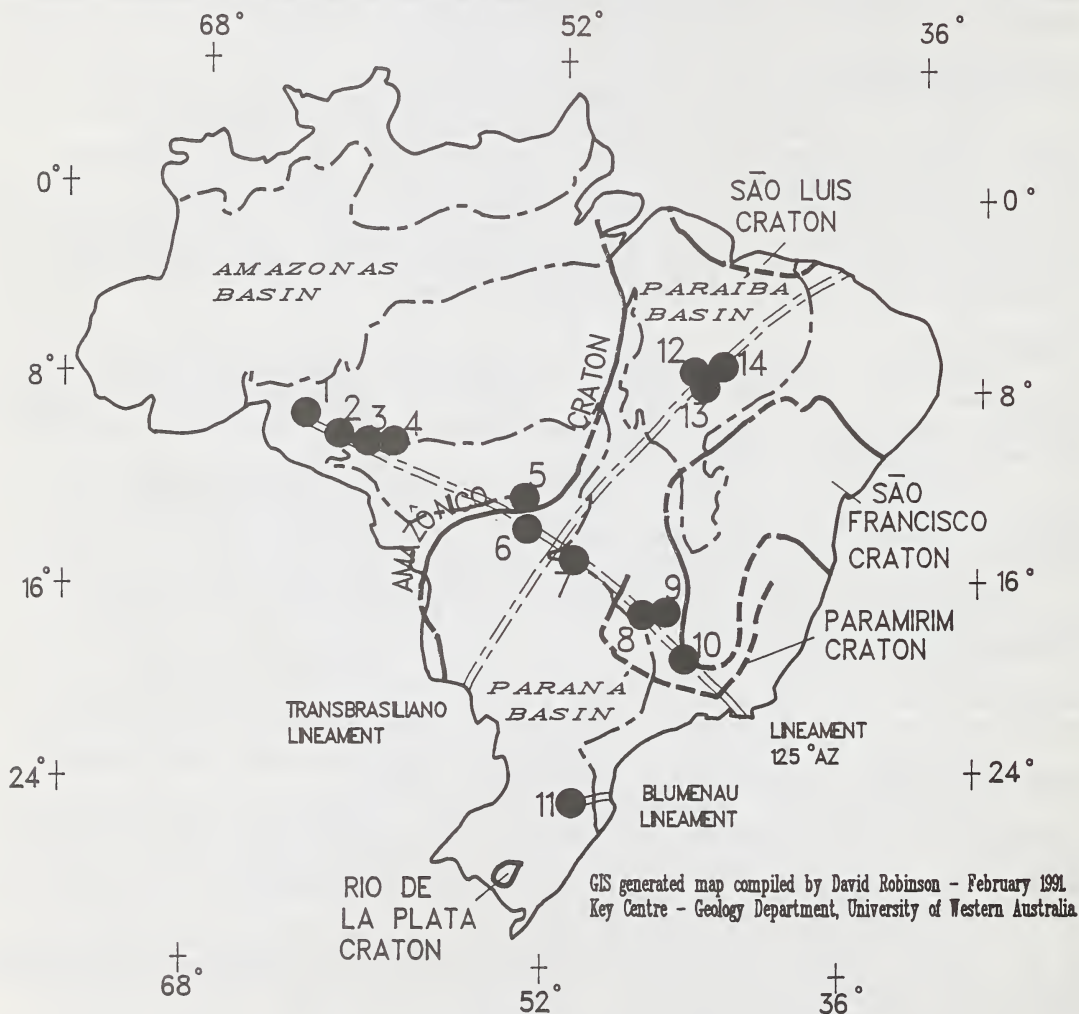 68°
52°
36°
0°
SÃO LUIS
CRATON
0°
AMAZONAS
BASIN
PARAIBA
BASIN
8°
12
14
13
8°
1
2
3
4
CRATON
5
AMAZÔNCO
6
7
SÃO
FRANCISCO
CRATON
16°
16°
9
8
10
PARAMIRIM
CRATON
PARANA
BASIN
TRANSBRASILIANO
LINEAMENT
LINEAMENT
125 °AZ
24°
24°
11
BLUMENAU
LINEAMENT
RIO DE
LA PLATA
CRATON
GIS generated map compiled by David Robinson - February 1991.
Key Centre - Geology Department, University of Western Australia
68°
52°
36°